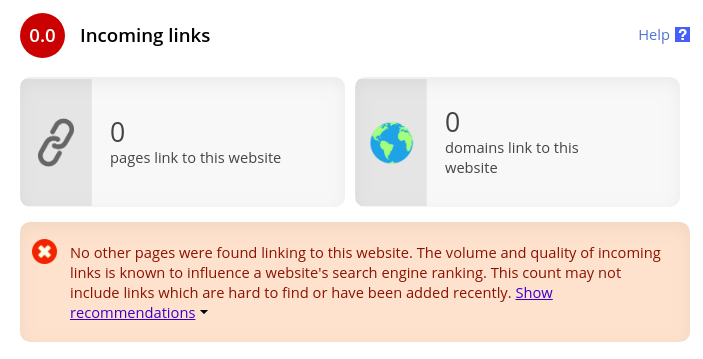 0.0 Incoming links Help ?
0
pages link to this website
0
domains link to this
website
No other pages were found linking to this website. The volume and quality of incoming
links is known to influence a website's search engine ranking. This count may not
include links which are hard to find or have been added recently. Show
recommendations